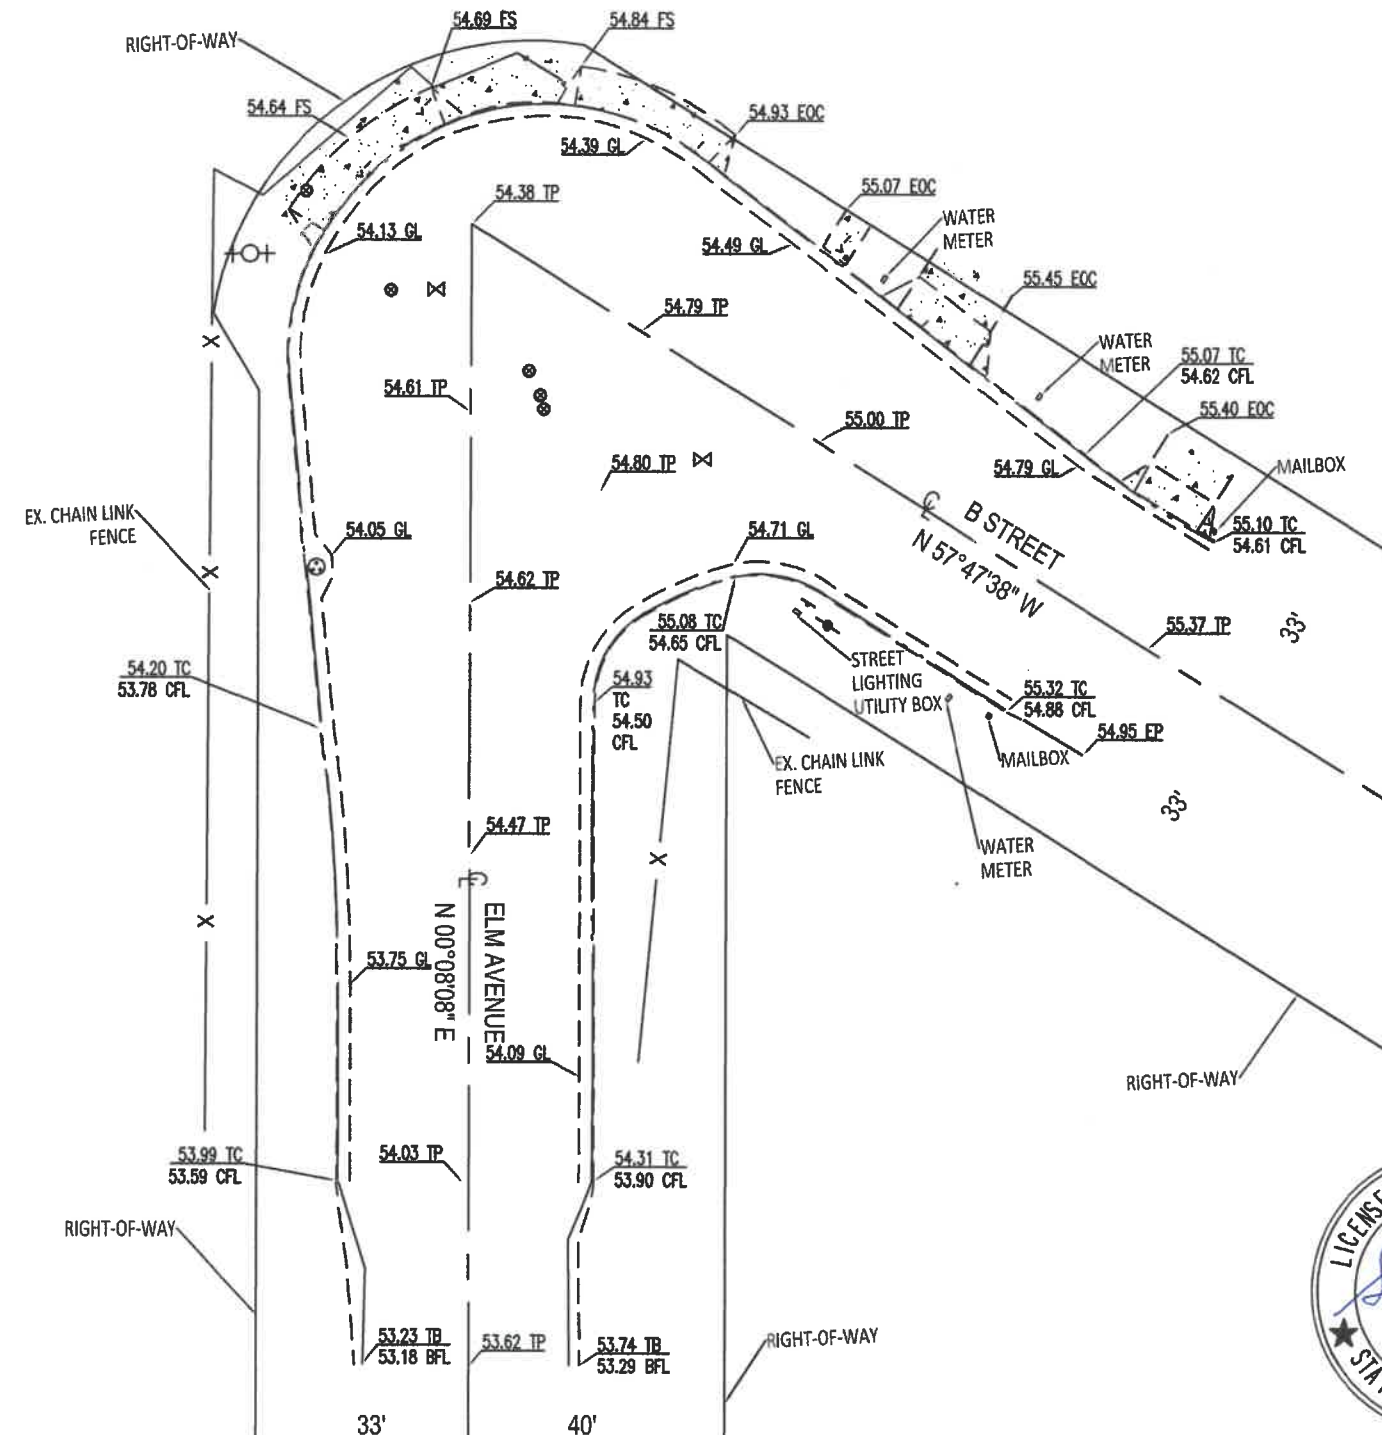 54.69 FS
54.84 FS
RIGHT-OF-WAY
54.64 FS
54.93 EOC
54.39 GL
54.38 TP
55.07 EOC
WATER
METER
54.13 GL
54.49 GL
55.45 EOC
54.79 TP
WATER
METER
55.07 TC
54.62 CFL
54.61 TP
55.40 EOC
55.00 TP
54.80 TP
54.79 GL
MAILBOX
EX. CHAIN LINK
FENCE
54.05 GL
54.71 GL
B STREET
N 57°47'38" W
55.10 TC
54.61 CFL
54.62 TP
55.08 TC
54.65 CFL
55.37 TP
33'
54.20 TC
53.78 CFL
54.93
TC
54.50
CFL
STREET
LIGHTING
UTILITY BOX
55.32 TC
54.88 CFL
54.95 EP
MAILBOX
EX. CHAIN LINK
FENCE
33'
54.47 TP
WATER
METER
ELM AVENUE
N 00°08'08" E
53.75 GL
54.09 GL
RIGHT-OF-WAY
53.99 TC
53.59 CFL
54.03 TP
54.31 TC
53.90 CFL
RIGHT-OF-WAY
53.23 TB
53.18 BFL
53.62 TP
53.74 TB
53.29 BFL
RIGHT-OF-WAY
33'
40'
X
X
X
X
LICENSE
STA